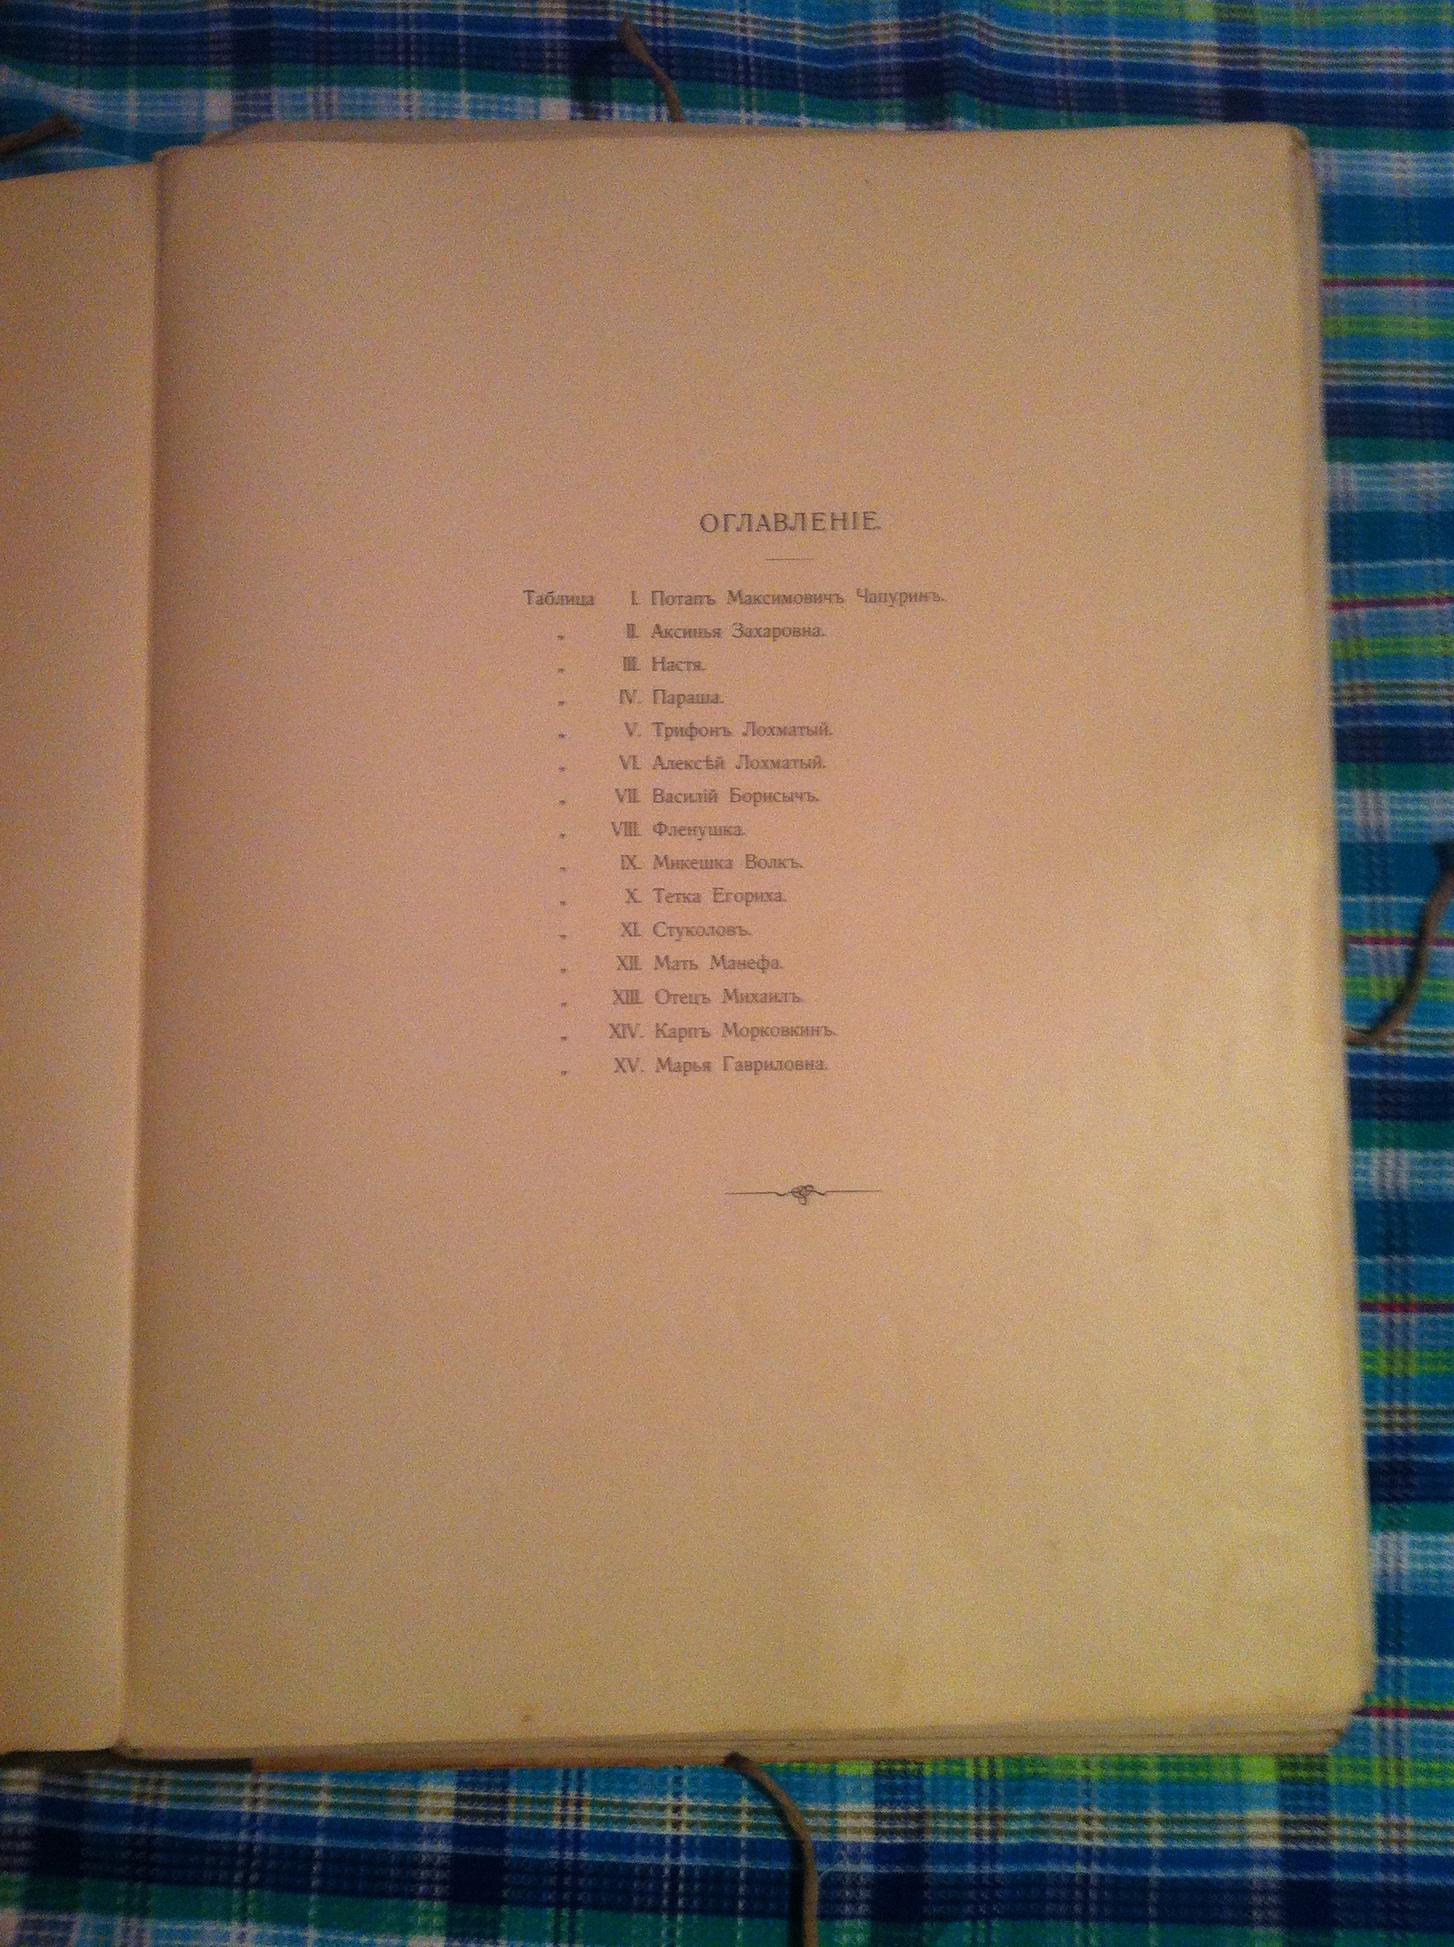 ОГЛАВЛЕНІЕ.
Таблица I. Потапъ Максимовичъ Чапуринъ.
„ II. Аксинья Захаровна.
„ III. Настя.
„ IV. Параша.
„ V. Трифонъ Лохматый.
„ VI. Алексѣй Лохматый.
„ VII. Василій Борисычъ.
„ VIII. Фленушка.
„ IX. Микешка Волкъ.
„ X. Тетка Егориха.
„ XI. Стуколовъ.
„ XII. Мать Манефа.
„ XIII. Отецъ Михаилъ.
„ XIV. Карпъ Морковкинъ.
„ XV. Марья Гавриловна.